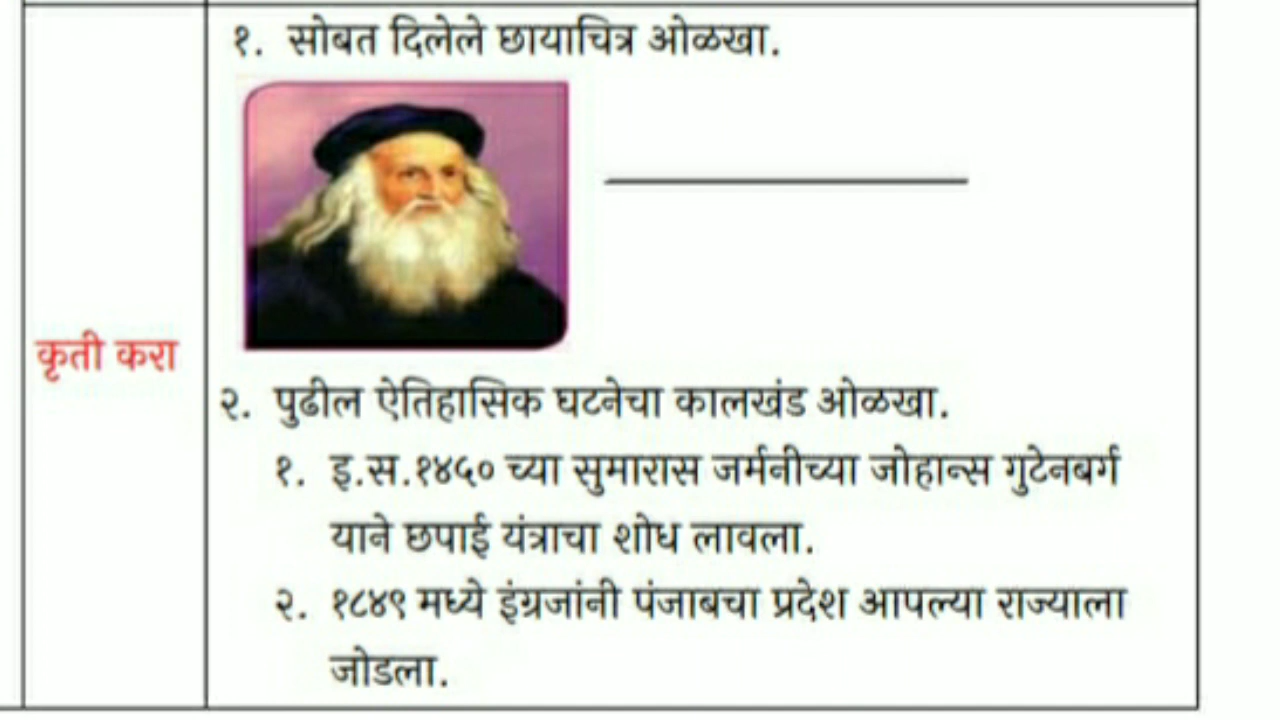 १. सोबत दिलेले छायाचित्र ओळखा.
कृती करा
२. पुढील ऐतिहासिक घटनेचा कालखंड ओळखा.
१. इ.स.१४५० च्या सुमारास जर्मनीच्या जोहान्स गुटेनबर्ग
याने छपाई यंत्राचा शोध लावला.
२. १८४९ मध्ये इंग्रजांनी पंजाबचा प्रदेश आपल्या राज्याला
जोडला.